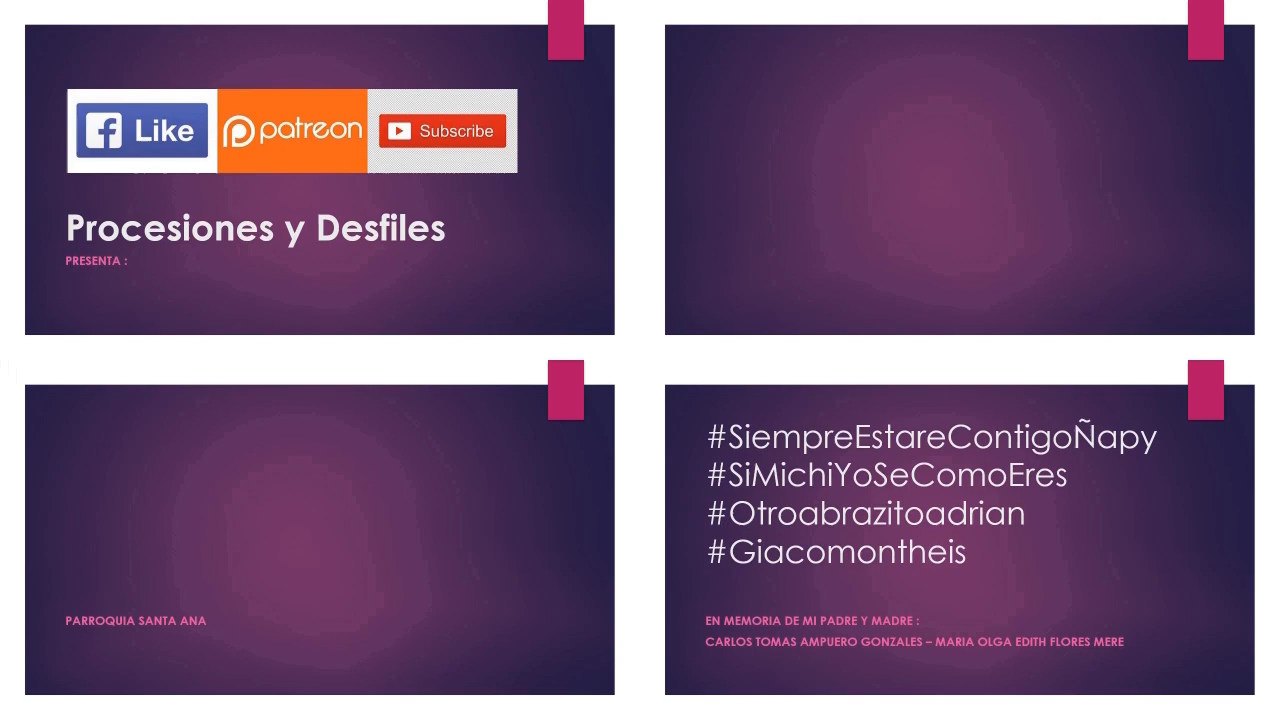 Like
patreon
Subscribe
Procesiones y Desfiles
PRESENTA :
PARROQUIA SANTA ANA
#SiempreEstareContigoÑapy
#SiMichiYoSeComoEres
#Otroabrazitoadrian
#Giacomontheis
EN MEMORIA DE MI PADRE Y MADRE :
CARLOS TOMAS AMPUERO GONZALES – MARIA OLGA EDITH FLORES MERE